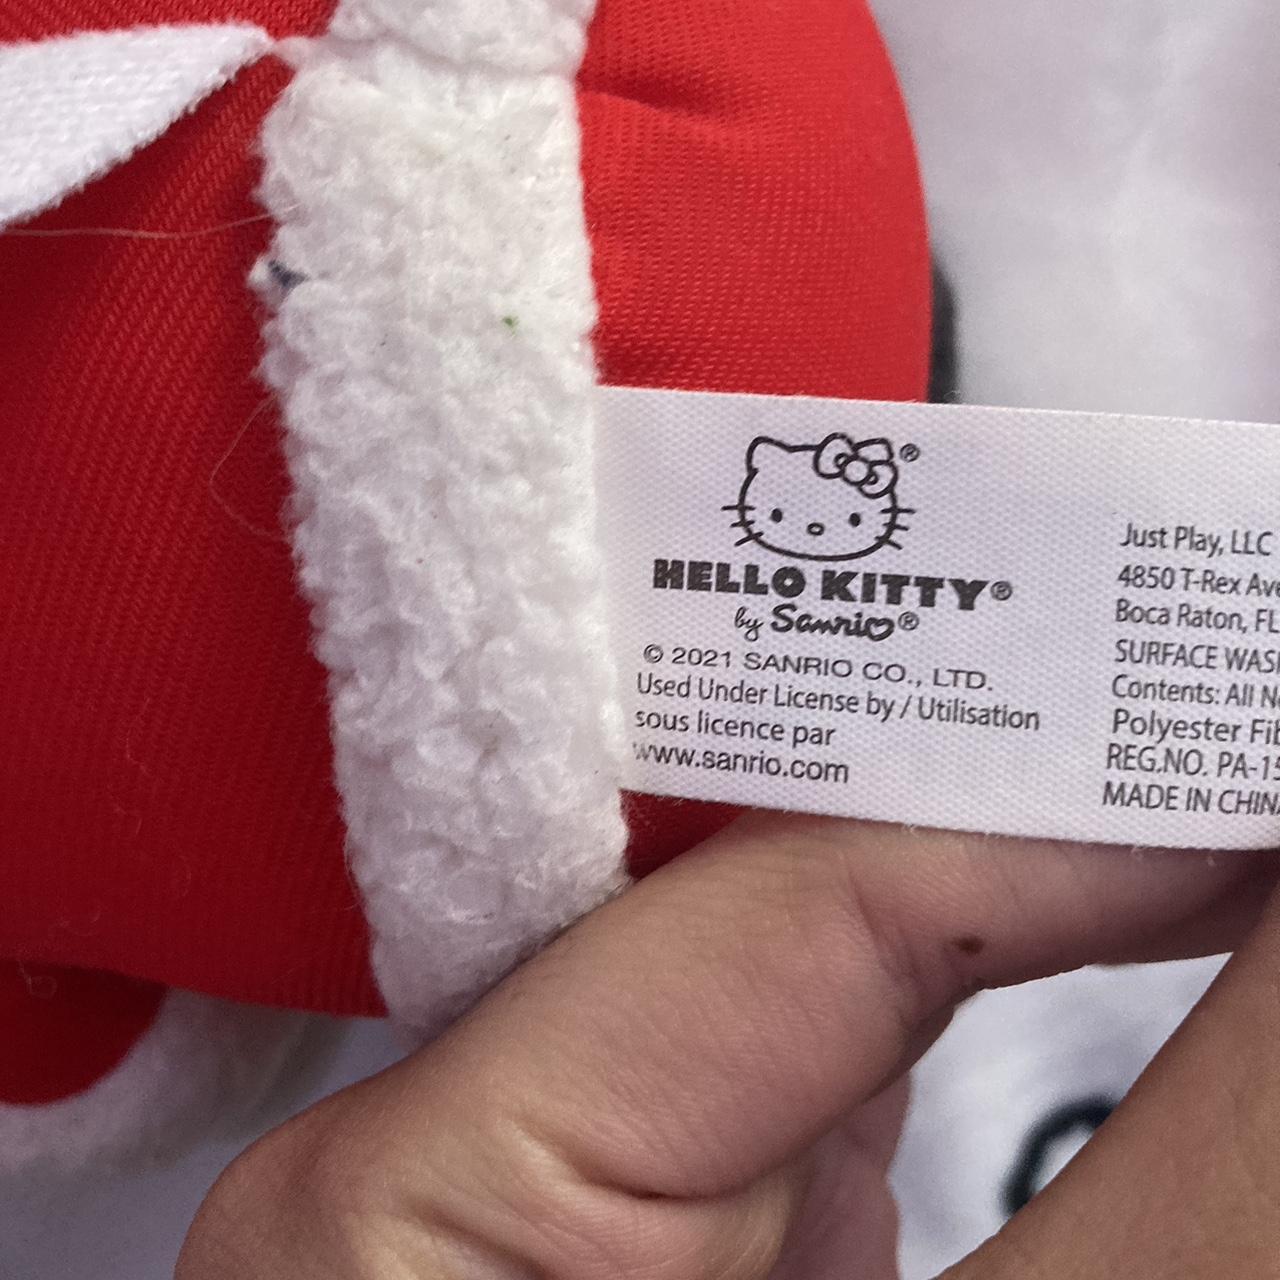 HELLO KITTY®
by Sanrio®
© 2021 SANRIO CO., LTD.
Used Under License by / Utilisation
sous licence par
www.sanrio.com
Just Play, LLC
4850 T-Rex Ave
Boca Raton, FL
SURFACE WASH
Contents: All
Polyester
REG.NO. PA-15
MADE IN CHINA